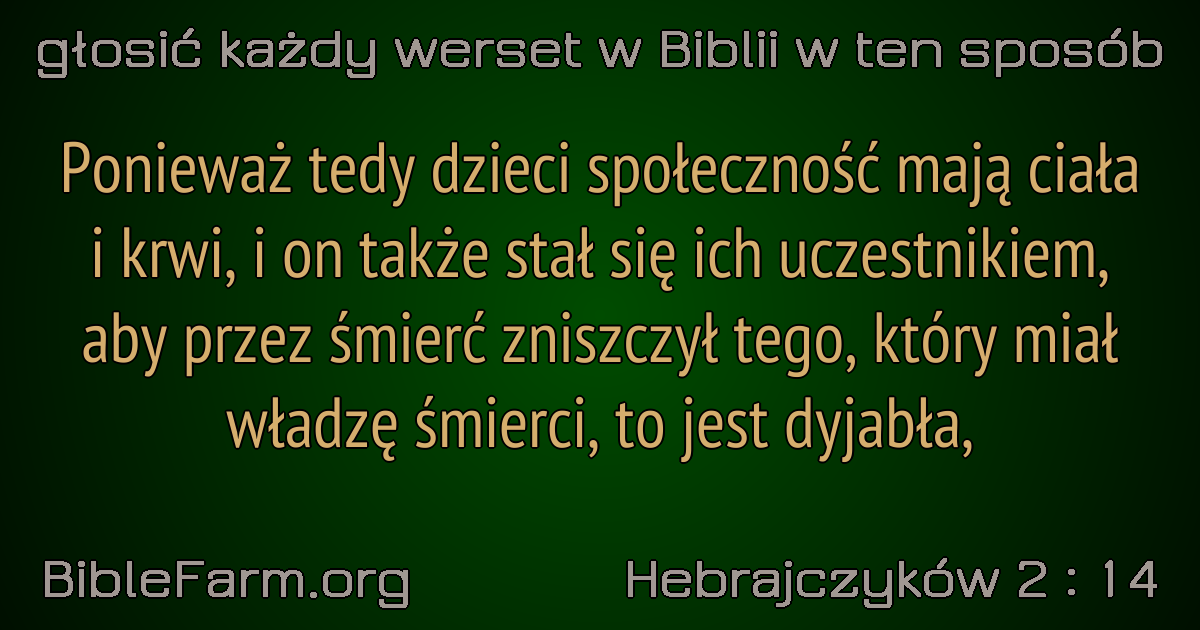 głosić każdy werset w Biblii w ten sposób
Ponieważ tedy dzieci społeczność mają ciała
i krwi, i on także stał się ich uczestnikiem,
aby przez śmierć zniszczył tego, który miał
władzę śmierci, to jest dyjabła,
BibleFarm.org
Hebrajczyków 2 : 14